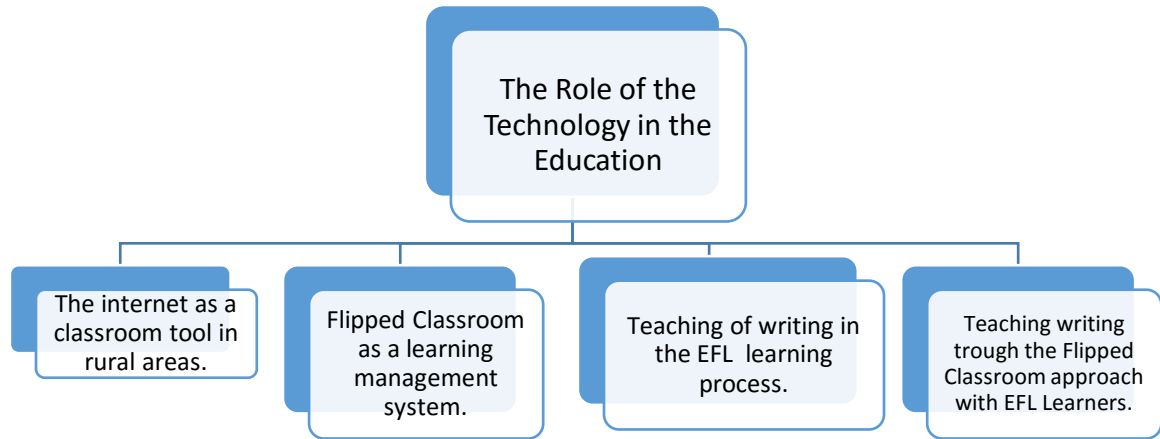 The Role of the
Technology in the
Education
The internet as a
classroom tool in
rural areas.
Flipped Classroom
as a learning
management
system.
Teaching of writing in
the EFL learning
process.
Teaching writing
trough the Flipped
Classroom approach
with EFL Learners.